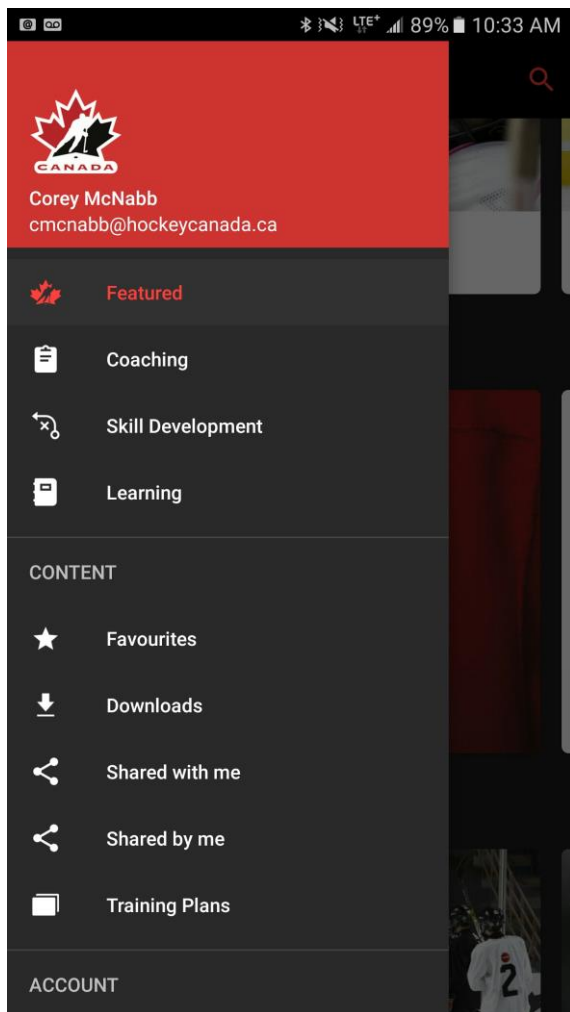 LTE+ 89% 10:33 AM
CANADA
Corey McNabb
cmcnabb@hockeycanada.ca
Featured
Coaching
Skill Development
Learning
CONTENT
Favourites
Downloads
Shared with me
Shared by me
Training Plans
2
ACCOUNT